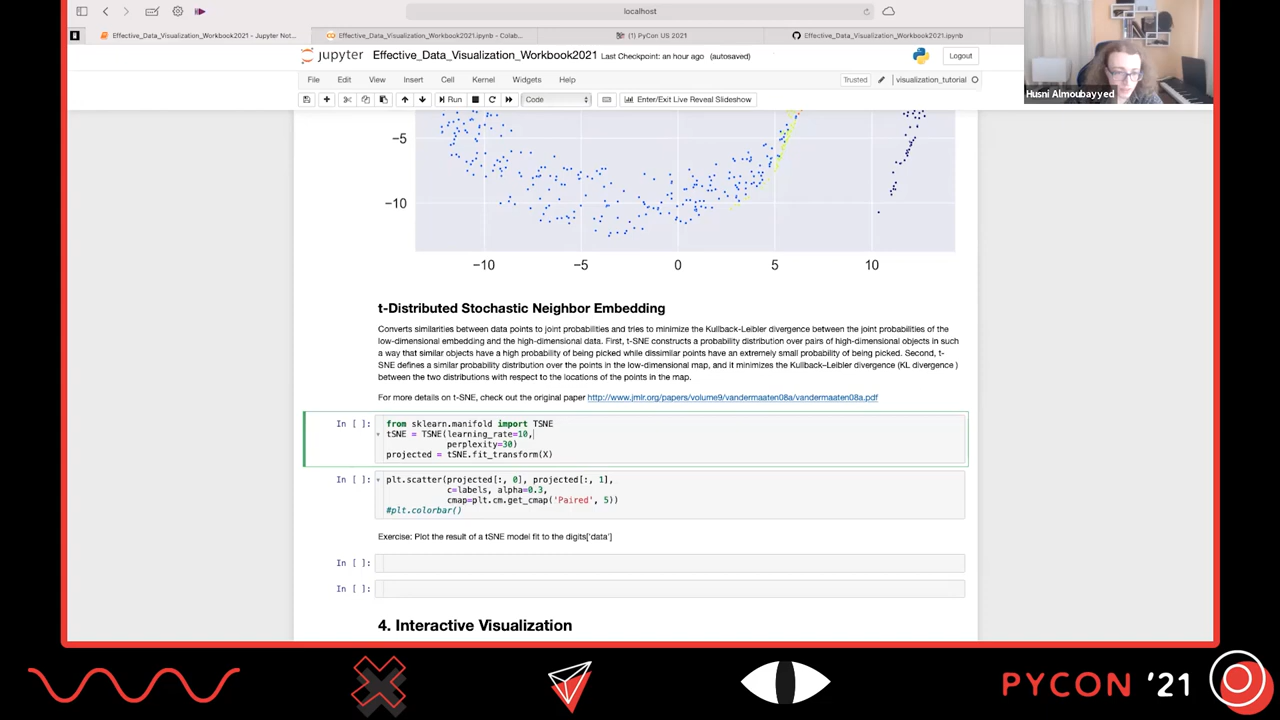 localhost
Effective_Data_Visualization_Workbook2021 - Jupyter Not...
Effective_Data_Visualization_Workbook2021.ipynb - Colab...
(1) PyCon US 2021
Effective_Data_Visualization_Workbook2021.ipynb
jupyter Effective_Data_Visualization_Workbook2021 Last Checkpoint: an hour ago (autosaved)
Logout
File Edit View Insert Cell Kernel Widgets Help
Trusted
visualization_tutorial
Run
Code
Enter/Exit Live Reveal Slideshow
Husni Almoubayyed
−5
−10
−10 −5 0 5 10
t-Distributed Stochastic Neighbor Embedding
Converts similarities between data points to joint probabilities and tries to minimize the Kullback-Leibler divergence between the joint probabilities of the
low-dimensional embedding and the high-dimensional data. First, t-SNE constructs a probability distribution over pairs of high-dimensional objects in such
a way that similar objects have a high probability of being picked while dissimilar points have an extremely small probability of being picked. Second, t-
SNE defines a similar probability distribution over the points in the low-dimensional map, and it minimizes the Kullback–Leibler divergence (KL divergence )
between the two distributions with respect to the locations of the points in the map.
For more details on t-SNE, check out the original paper http://www.jmlr.org/papers/volume9/vandermaaten08a/vandermaaten08a.pdf
In [ ]: from sklearn.manifold import TSNE
tSNE = TSNE(learning_rate=10,
perplexity=30)
projected = tSNE.fit_transform(X)
In [ ]: plt.scatter(projected[:, 0], projected[:, 1],
c=labels, alpha=0.3,
cmap=plt.cm.get_cmap('Paired', 5))
#plt.colorbar()
Exercise: Plot the result of a tSNE model fit to the digits['data']
In [ ]:
In [ ]:
4. Interactive Visualization
PYCON '21